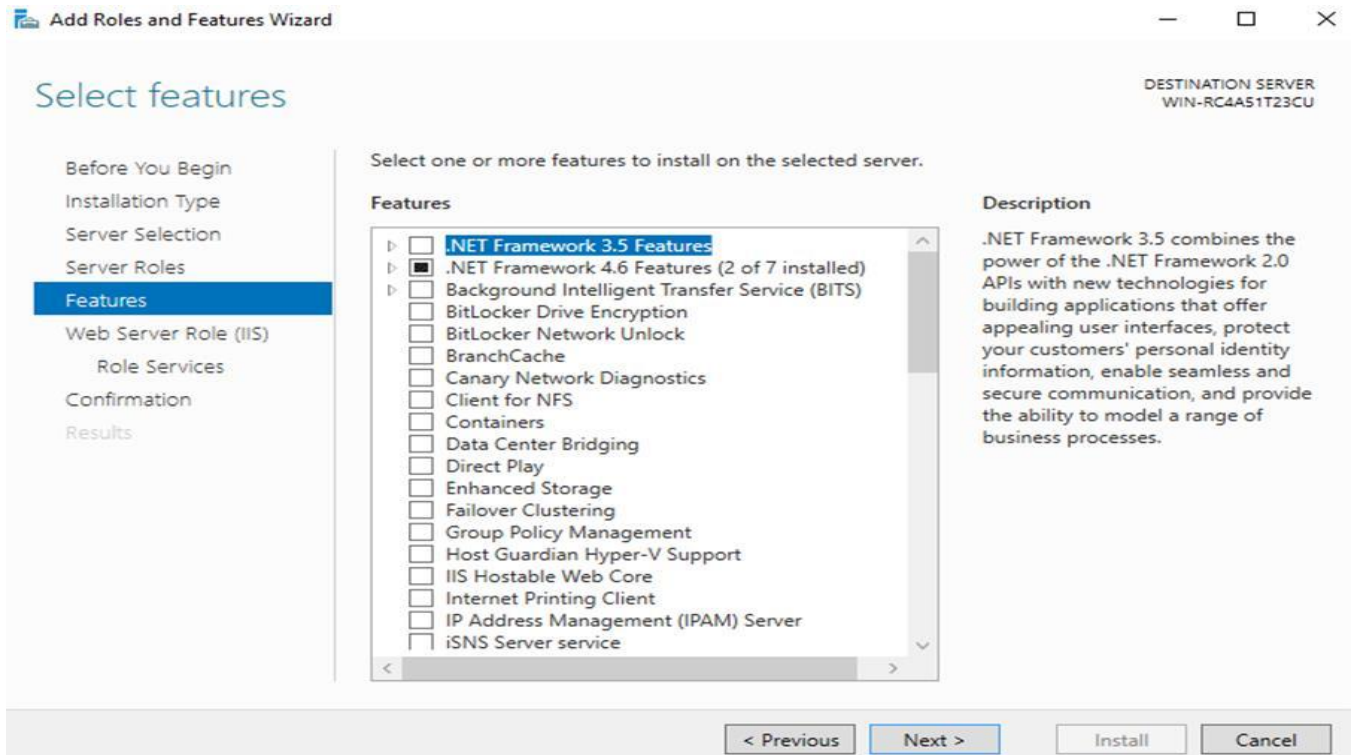 Add Roles and Features Wizard
Select features
DESTINATION SERVER
WIN-RC4A51T23CU
Before You Begin
Installation Type
Server Selection
Server Roles
Features
Web Server Role (IIS)
Role Services
Confirmation
Results
Select one or more features to install on the selected server.
Features
.NET Framework 3.5 Features
.NET Framework 4.6 Features (2 of 7 installed)
Background Intelligent Transfer Service (BITS)
BitLocker Drive Encryption
BitLocker Network Unlock
BranchCache
Canary Network Diagnostics
Client for NFS
Containers
Data Center Bridging
Direct Play
Enhanced Storage
Failover Clustering
Group Policy Management
Host Guardian Hyper-V Support
IIS Hostable Web Core
Internet Printing Client
IP Address Management (IPAM) Server
iSNS Server service
Description
.NET Framework 3.5 combines the
power of the .NET Framework 2.0
APIs with new technologies for
building applications that offer
appealing user interfaces, protect
your customers' personal identity
information, enable seamless and
secure communication, and provide
the ability to model a range of
business processes.
< Previous
Next >
Install
Cancel